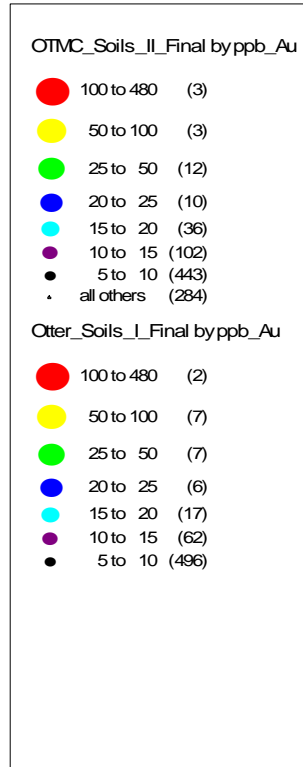 OTMC_Soils_II_Final by ppb_Au
100 to 480 (3)
50 to 100 (3)
25 to 50 (12)
20 to 25 (10)
15 to 20 (36)
10 to 15 (102)
5 to 10 (443)
all others (284)
Otter_Soils_I_Final by ppb_Au
100 to 480 (2)
50 to 100 (7)
25 to 50 (7)
20 to 25 (6)
15 to 20 (17)
10 to 15 (62)
5 to 10 (496)